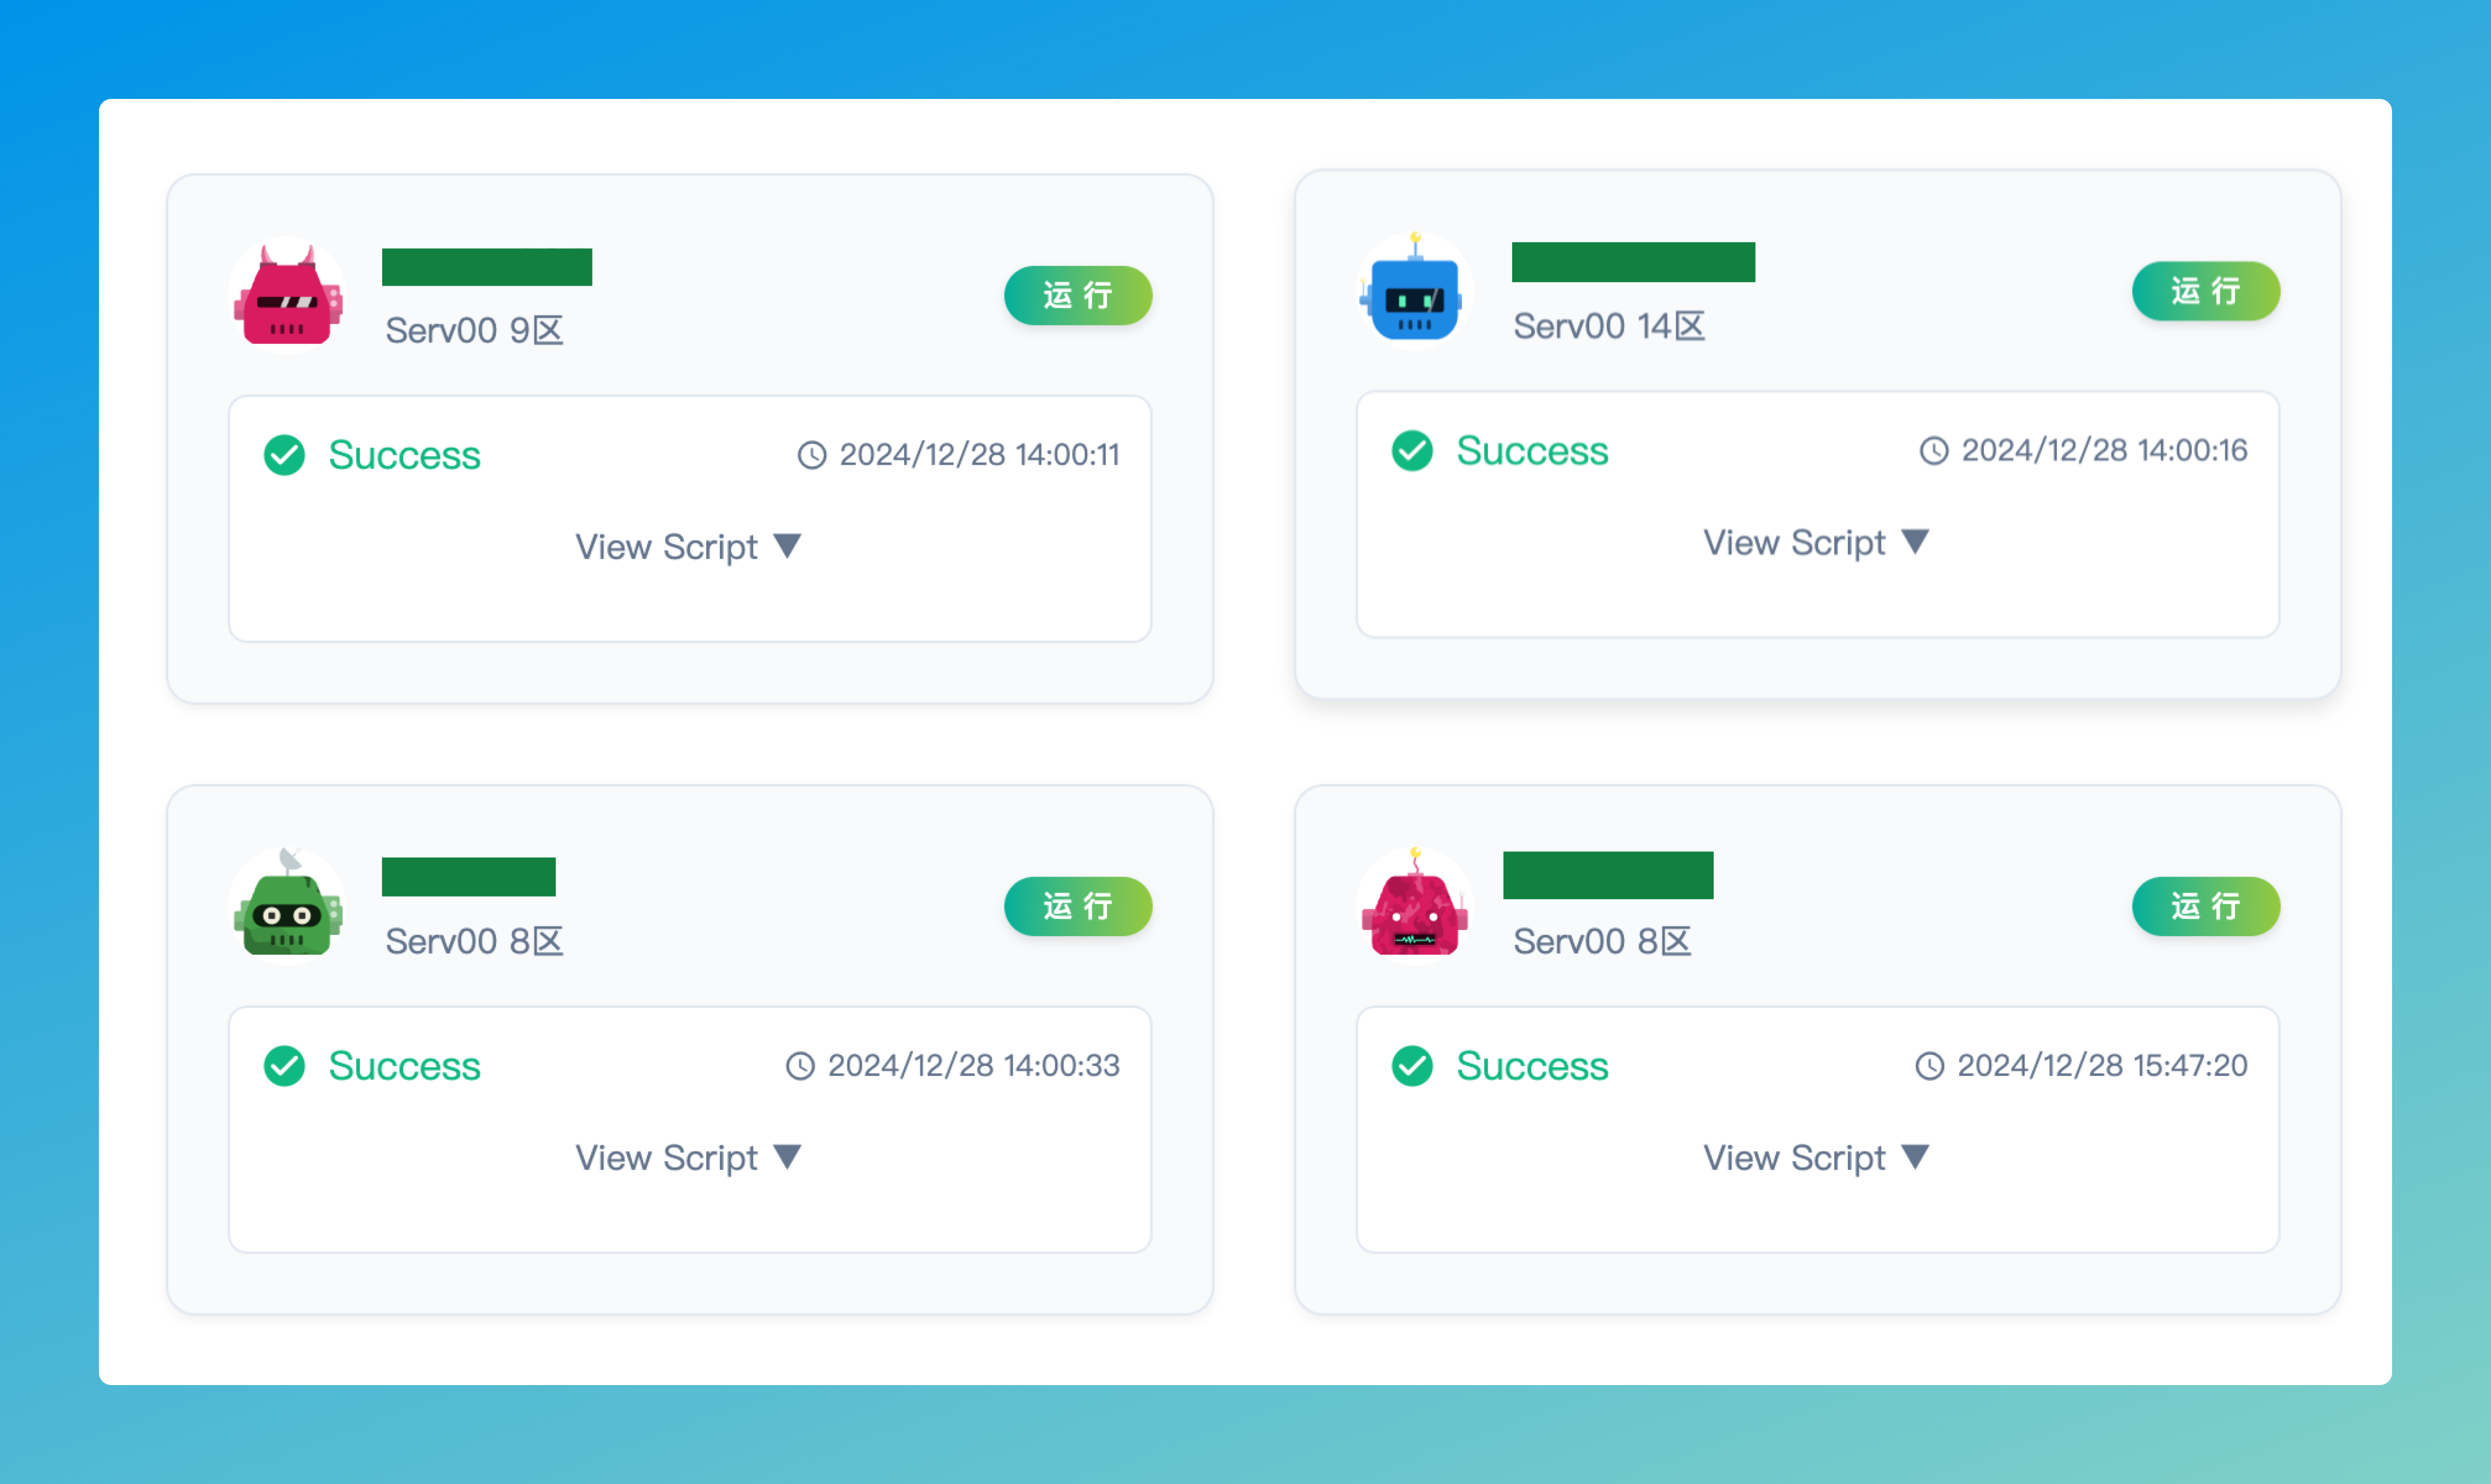 运 行
Serv00 9区
Success
2024/12/28 14:00:11
View Script ▼
运 行
Serv00 14区
Success
2024/12/28 14:00:16
View Script ▼
运 行
Serv00 8区
Success
2024/12/28 14:00:33
View Script ▼
运 行
Serv00 8区
Success
2024/12/28 15:47:20
View Script ▼